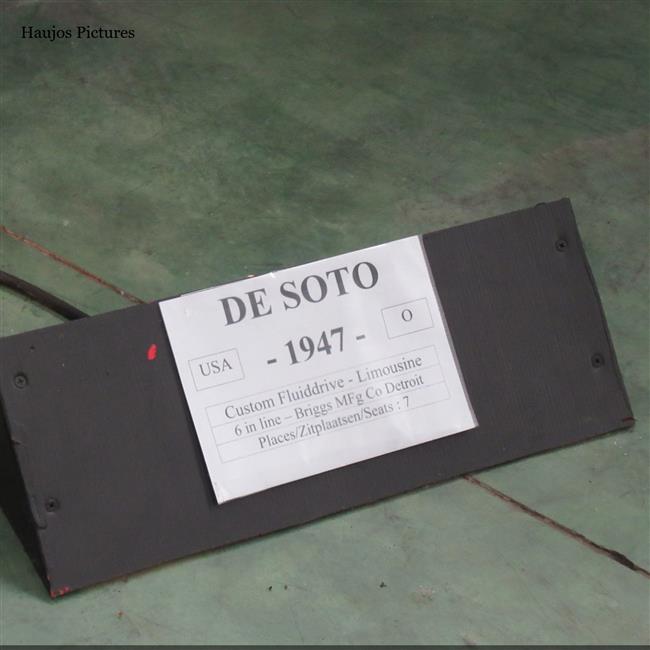 Haujos Pictures
DE SOTO
USA
- 1947 -
O
Custom Fluiddrive - Limousine
6 in line – Briggs MFg Co Detroit
Places/Zitplaatsen/Seats : 7